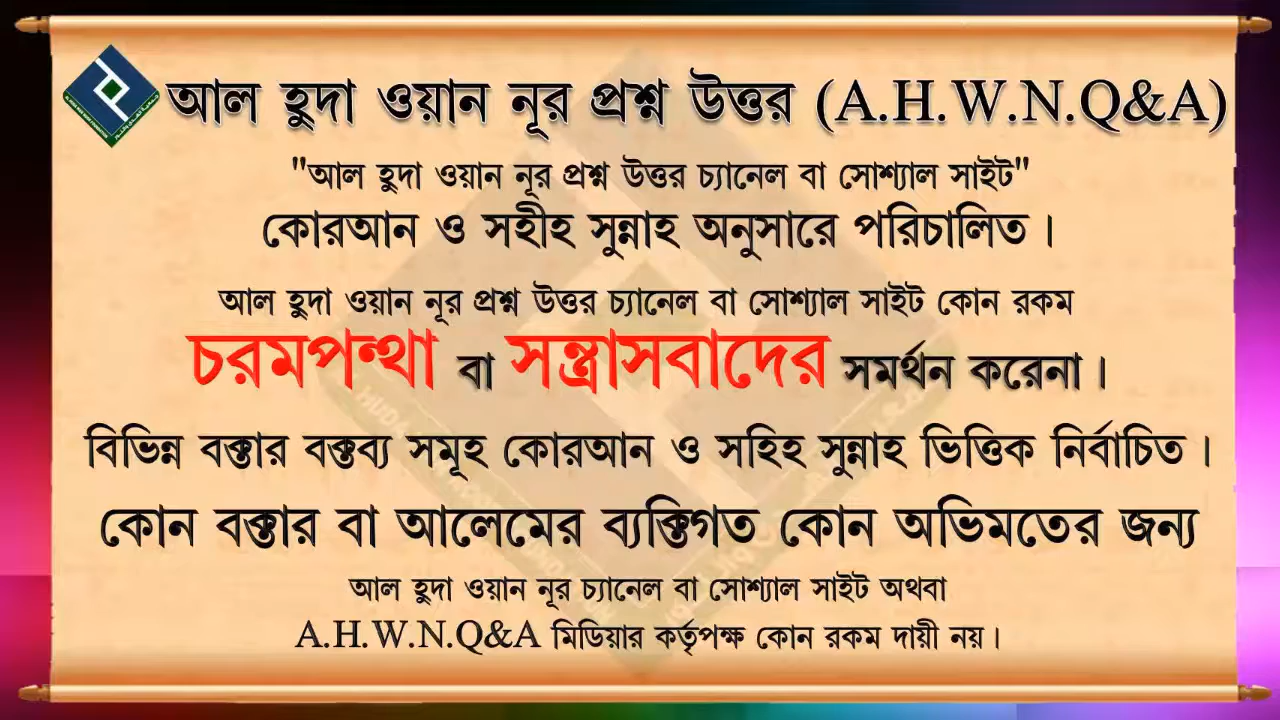 আল হুদা ওয়ান নূর প্রশ্ন উত্তর (A.H.W.N.Q&A)
"আল হুদা ওয়ান নূর প্রশ্ন উত্তর চ্যানেল বা সোশ্যাল সাইট"
কোরআন ও সহীহ সুন্নাহ অনুসারে পরিচালিত।
আল হুদা ওয়ান নূর প্রশ্ন উত্তর চ্যানেল বা সোশ্যাল সাইট কোন রকম
চরমপন্থা বা সন্ত্রাসবাদের সমর্থন করেনা।
বিভিন্ন বক্তার বক্তব্য সমূহ কোরআন ও সহিহ সুন্নাহ ভিত্তিক নির্বাচিত।
কোন বক্তার বা আলেমের ব্যক্তিগত কোন অভিমতের জন্য
আল হুদা ওয়ান নূর চ্যানেল বা সোশ্যাল সাইট অথবা
A.H.W.N.Q&A মিডিয়ার কর্তৃপক্ষ কোন রকম দায়ী নয়।